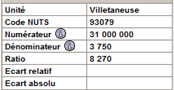 Unité Villetaneuse
Code NUTS 93079
Numérateur 31 000 000
Dénominateur 3 750
Ratio 8 270
Ecart relatif
Ecart absolu